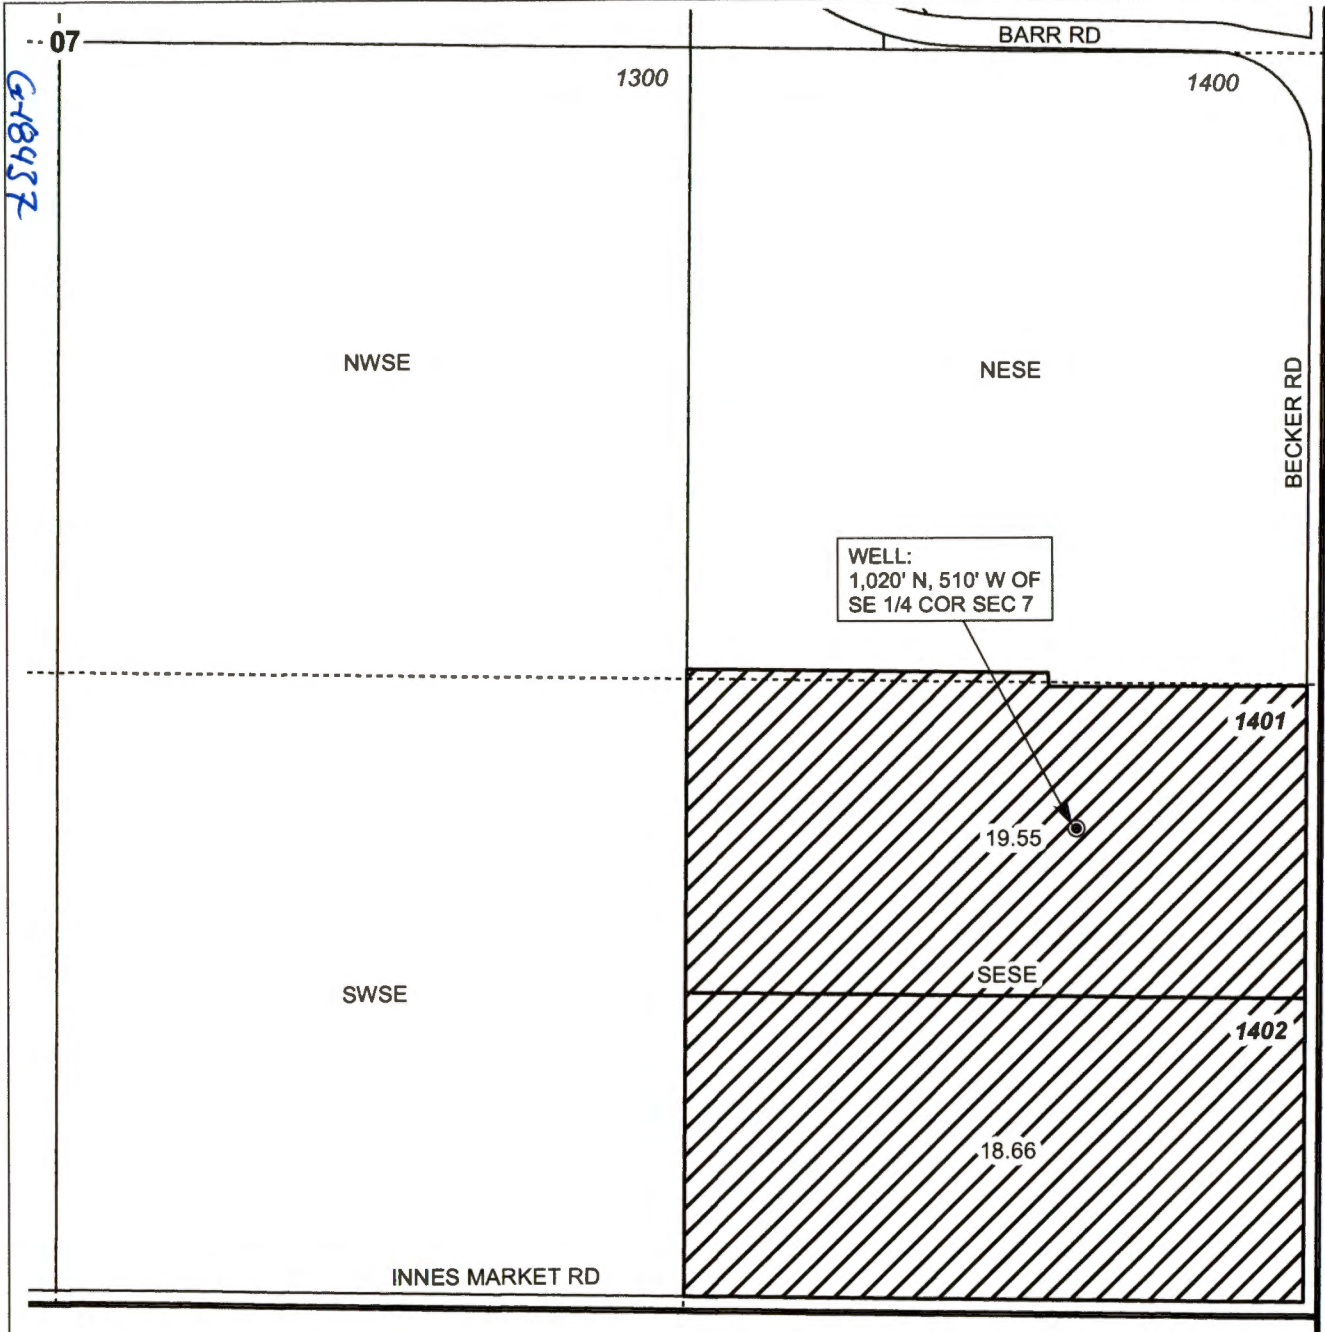 07
BARR RD
1300
1400
G-18457
NWSE
NESE
BECKER RD
WELL:
1,020' N, 510' W OF
SE 1/4 COR SEC 7
1401
19.55
SESE
SWSE
1402
18.66
INNES MARKET RD